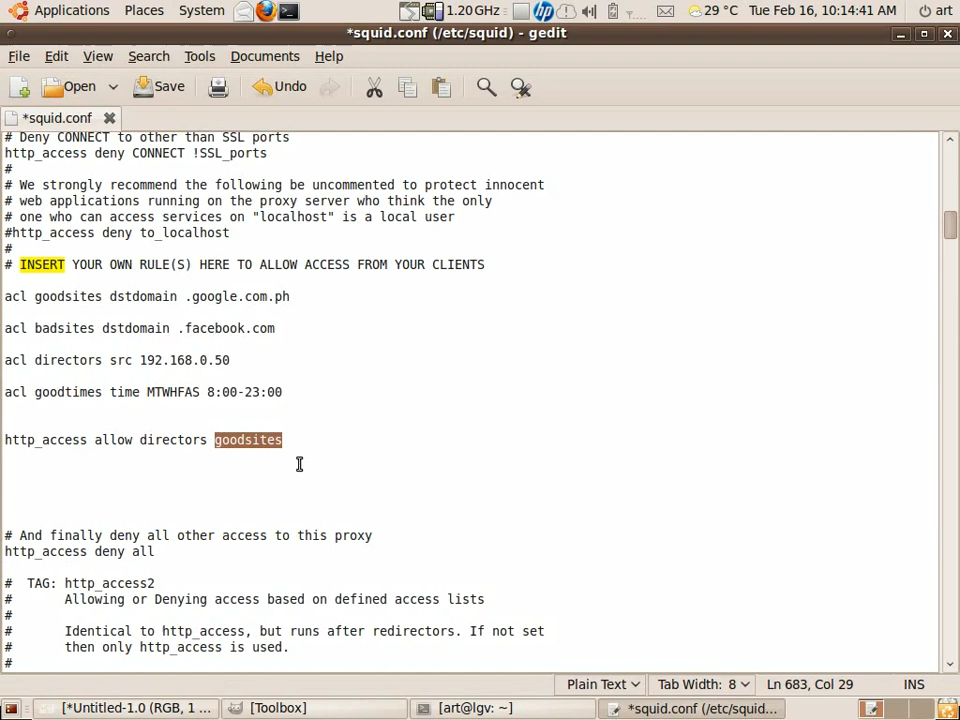 Applications Places System 1.20 GHz 29 °C Tue Feb 16, 10:14:41 AM art
*squid.conf (/etc/squid) - gedit
File Edit View Search Tools Documents Help
Open Save Undo
*squid.conf
# Deny CONNECT to other than SSL ports
http_access deny CONNECT !SSL_ports
#
# We strongly recommend the following be uncommented to protect innocent
# web applications running on the proxy server who think the only
# one who can access services on "localhost" is a local user
#http_access deny to_localhost
#
# INSERT YOUR OWN RULE(S) HERE TO ALLOW ACCESS FROM YOUR CLIENTS
acl goodsites dstdomain .google.com.ph
acl badsites dstdomain .facebook.com
acl directors src 192.168.0.50
acl goodtimes time MTWHFAS 8:00-23:00
http_access allow directors goodsites
# And finally deny all other access to this proxy
http_access deny all
#  TAG: http_access2
#       Allowing or Denying access based on defined access lists
#
#       Identical to http_access, but runs after redirectors. If not set
#       then only http_access is used.
#
Plain Text Tab Width: 8 Ln 683, Col 29 INS
[*Untitled-1.0 (RGB, 1 ... [Toolbox] [art@lgv: ~] *squid.conf (/etc/squid...